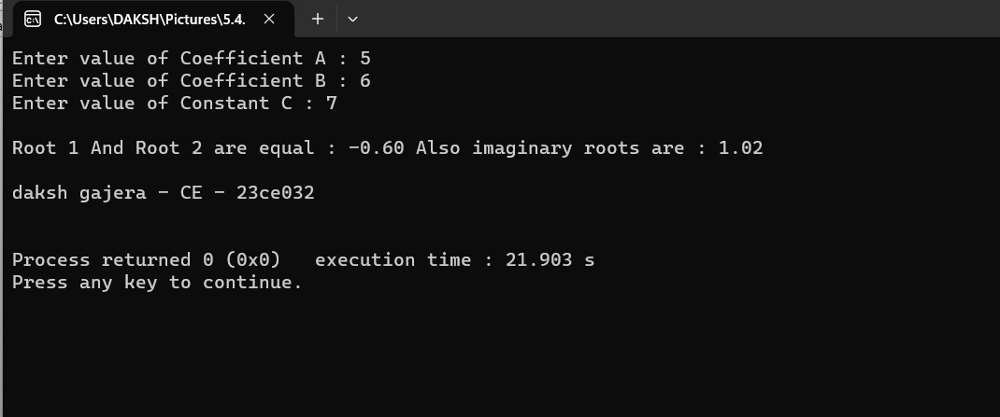 C:\Users\DAKSH\Pictures\5.4.
Enter value of Coefficient A : 5
Enter value of Coefficient B : 6
Enter value of Constant C : 7
Root 1 And Root 2 are equal : -0.60 Also imaginary roots are : 1.02
daksh gajera - CE - 23ce032
Process returned 0 (0x0)   execution time : 21.903 s
Press any key to continue.